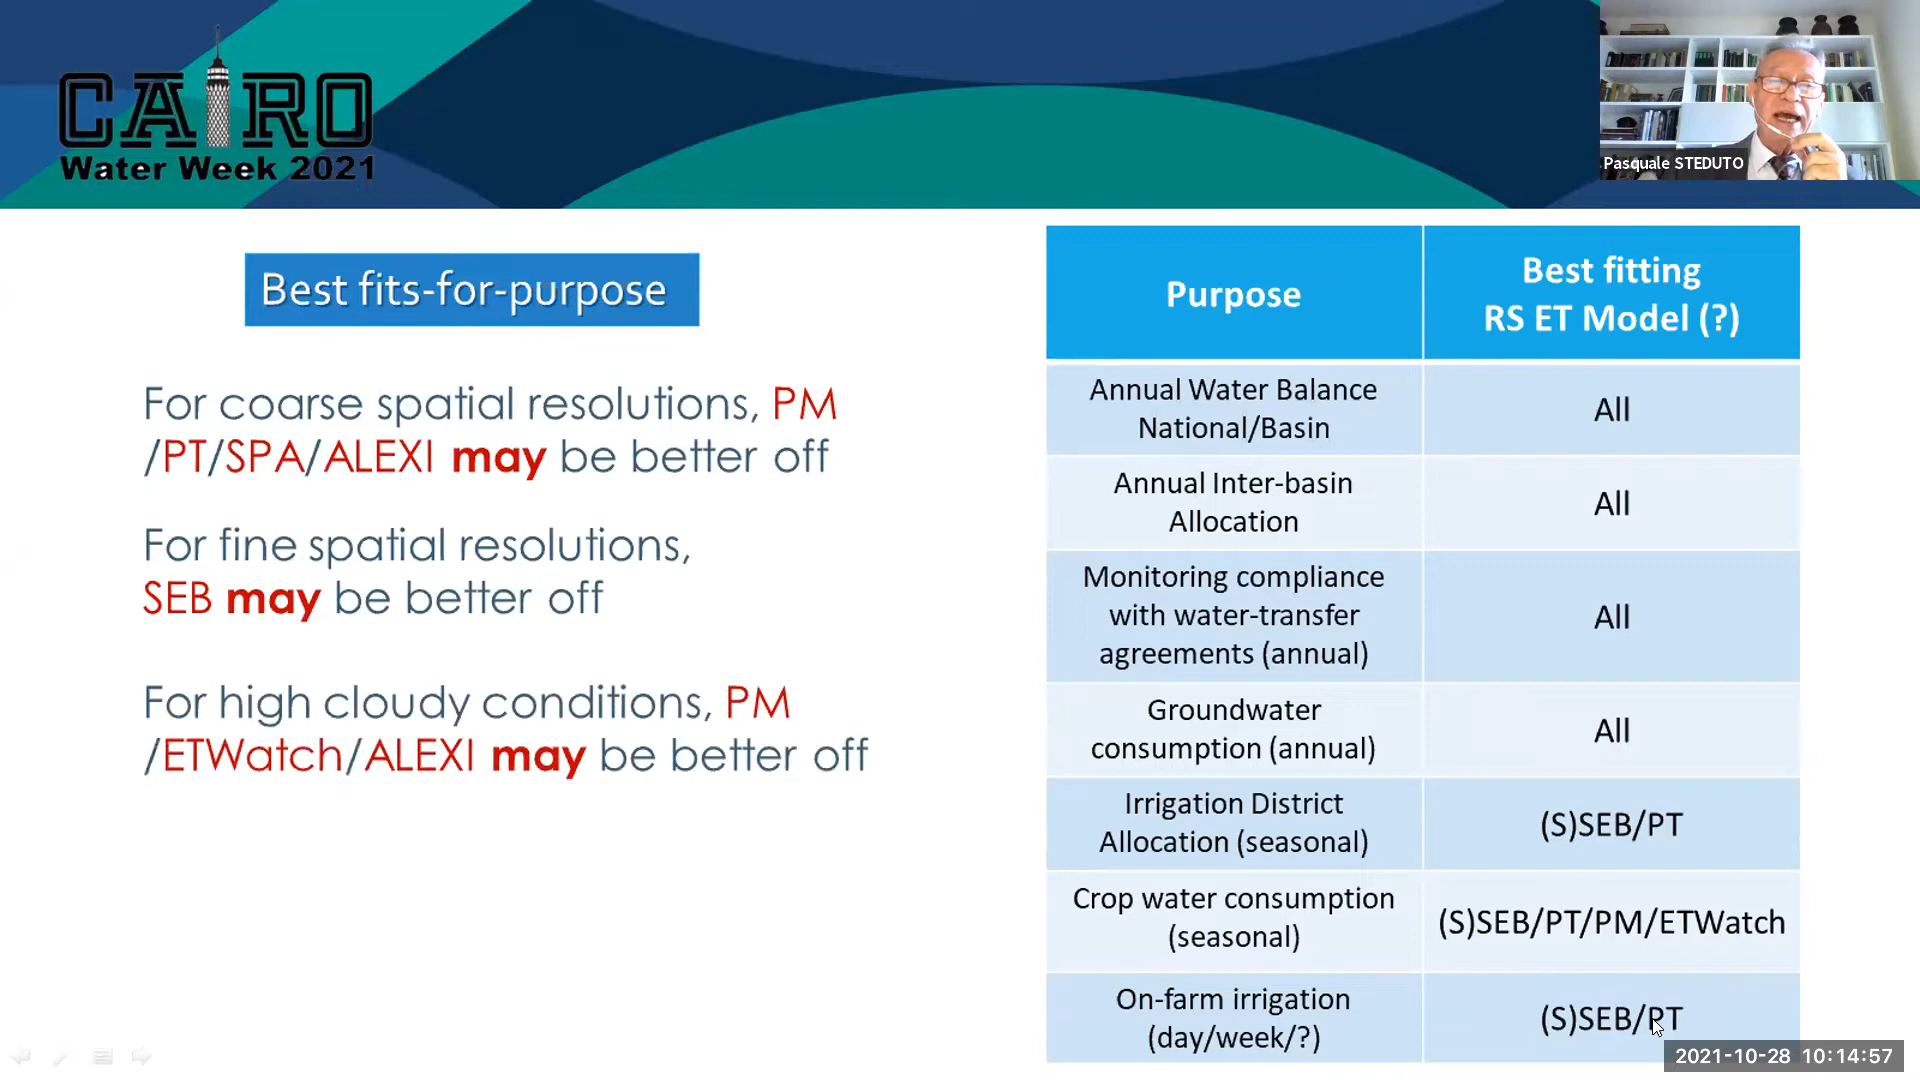 CAIRO
Water Week 2021
Pasquale STEDUTO
Best fits-for-purpose
For coarse spatial resolutions, PM
/PT/SPA/ALEXI may be better off
For fine spatial resolutions,
SEB may be better off
For high cloudy conditions, PM
/ETWatch/ALEXI may be better off
Purpose
Best fitting
RS ET Model (?)
Annual Water Balance
National/Basin
All
Annual Inter-basin
Allocation
All
Monitoring compliance
with water-transfer
agreements (annual)
All
Groundwater
consumption (annual)
All
Irrigation District
Allocation (seasonal)
(S)SEB/PT
Crop water consumption
(seasonal)
(S)SEB/PT/PM/ETWatch
On-farm irrigation
(day/week/?)
(S)SEB/PT
2021-10-28 10:14:57